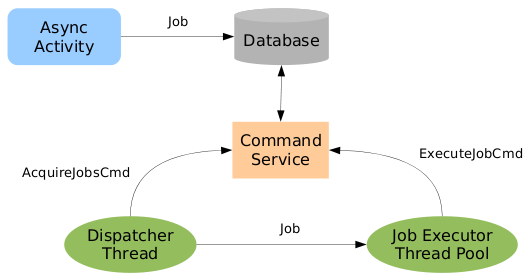 Async
Activity
Job
Database
Command
Service
AcquireJobsCmd
ExecuteJobCmd
Dispatcher
Thread
Job
Job Executor
Thread Pool